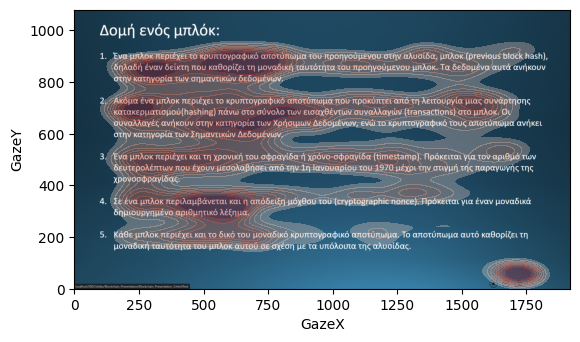 Δομή ενός μπλόκ:
1000
1. Ένα μπλοκ περιέχει το κρυπτογραφικό αποτύπωμα του προηγούμενου στην αλυσίδα, μπλοκ (previous block hash),
δηλαδή έναν δείκτη που καθορίζει τη μοναδική ταυτότητα του προηγούμενου μπλοκ. Τα δεδομένα αυτά ανήκουν
στην κατηγορία των σημαντικών δεδομένων.
800
2. Ακόμα ένα μπλοκ περιέχει το κρυπτογραφικό αποτύπωμα που προκύπτει από τη λειτουργία μιας συνάρτησης
κατακερματισμού(hashing) πάνω στο σύνολο των εισαχθέντων συναλλαγών (transactions) στο μπλοκ. Οι
συναλλαγές ανήκουν στην κατηγορία των Χρήσιμων Δεδομένων, ενώ το κρυπτογραφικό τους αποτύπωμα ανήκει
στην κατηγορία των Σημαντικών Δεδομένων.
600
GazeY
3. Ένα μπλοκ περιέχει και τη χρονική του σφραγίδα ή χρόνο-σφραγίδα (timestamp). Πρόκειται για τον αριθμό των
δευτερολέπτων που έχουν μεσολαβήσει από την 1η Ιανουαρίου του 1970 μέχρι την στιγμή της παραγωγής της
χρονοσφραγίδας.
400
4. Σε ένα μπλοκ περιλαμβάνεται και η απόδειξη μόχθου του (cryptographic nonce). Πρόκειται για έναν μοναδικά
δημιουργημένο αριθμητικό λέξημα.
200
5. Κάθε μπλοκ περιέχει και το δικό του μοναδικό κρυπτογραφικό αποτύπωμα. Το αποτύπωμα αυτό καθορίζει τη
μοναδική ταυτότητα του μπλοκ αυτού σε σχέση με τα υπόλοιπα της αλυσίδας.
0
0 250 500 750 1000 1250 1500 1750
GazeX